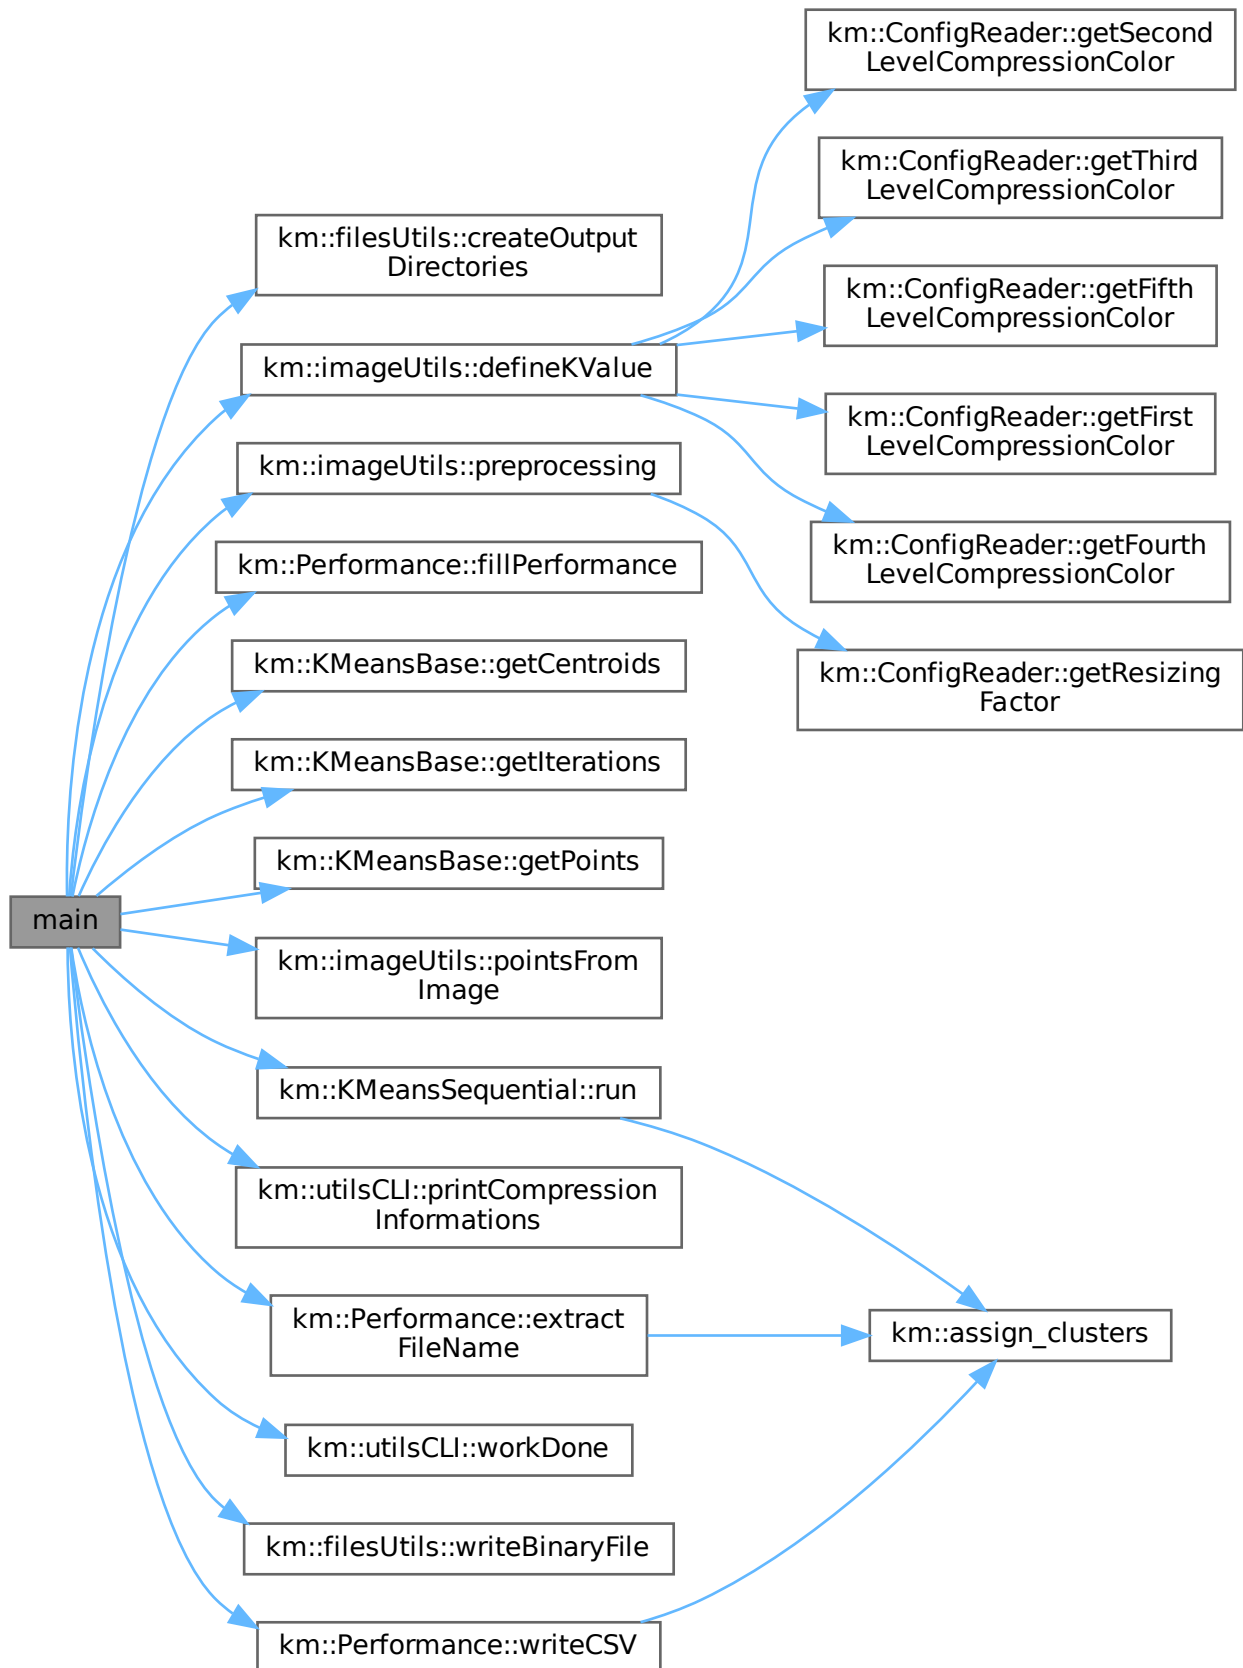 main
km::filesUtils::createOutput
Directories
km::imageUtils::defineKValue
km::imageUtils::preprocessing
km::Performance::fillPerformance
km::KMeansBase::getCentroids
km::KMeansBase::getIterations
km::KMeansBase::getPoints
km::imageUtils::pointsFrom
Image
km::KMeansSequential::run
km::utilsCLI::printCompression
Informations
km::Performance::extract
FileName
km::utilsCLI::workDone
km::filesUtils::writeBinaryFile
km::Performance::writeCSV
km::ConfigReader::getSecond
LevelCompressionColor
km::ConfigReader::getThird
LevelCompressionColor
km::ConfigReader::getFifth
LevelCompressionColor
km::ConfigReader::getFirst
LevelCompressionColor
km::ConfigReader::getFourth
LevelCompressionColor
km::ConfigReader::getResizing
Factor
km::assign_clusters